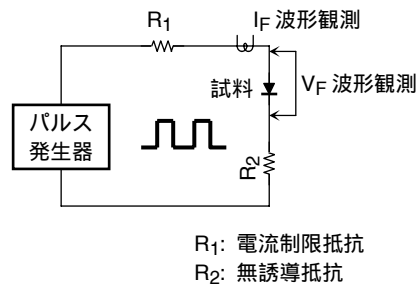 R1
IF 波形観測
試料
VF 波形観測
パルス
発生器
R2
R1: 電流制限抵抗
R2: 無誘導抵抗